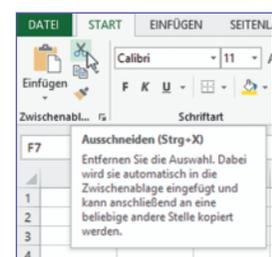 DATEI START EINFÜGEN SEITENL
Calibri 11
Einfügen F K U
Zwischenabl... Schriftart
F7
Ausschneiden (Strg+X)
Entfernen Sie die Auswahl. Dabei
wird sie automatisch in die
Zwischenablage eingefügt und
kann anschließend an eine
beliebige andere Stelle kopiert
werden.
1
2
3
4